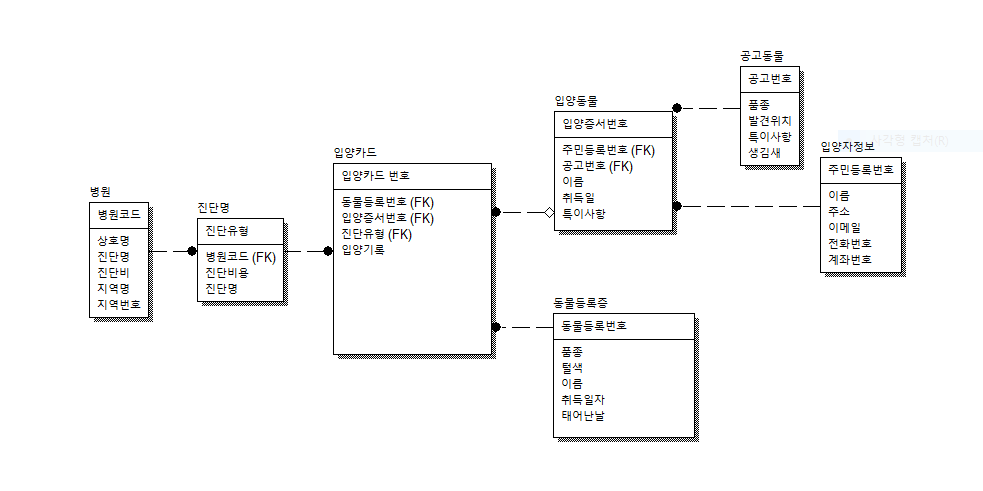 병원
병원코드
상호명
진단명
진단비
지역명
지역번호
진단명
진단유형
병원코드 (FK)
진단비용
진단명
입양카드
입양카드 번호
동물등록번호 (FK)
입양증서번호 (FK)
진단유형 (FK)
입양기록
입양동물
입양증서번호
주민등록번호 (FK)
공고번호 (FK)
이름
취득일
특이사항
동물등록증
동물등록번호
품종
털색
이름
취득일자
태어난날
공고동물
공고번호
품종
발견위치
특이사항
생김새
사각형 캡처(R)
입양자정보
주민등록번호
이름
주소
이메일
전화번호
계좌번호